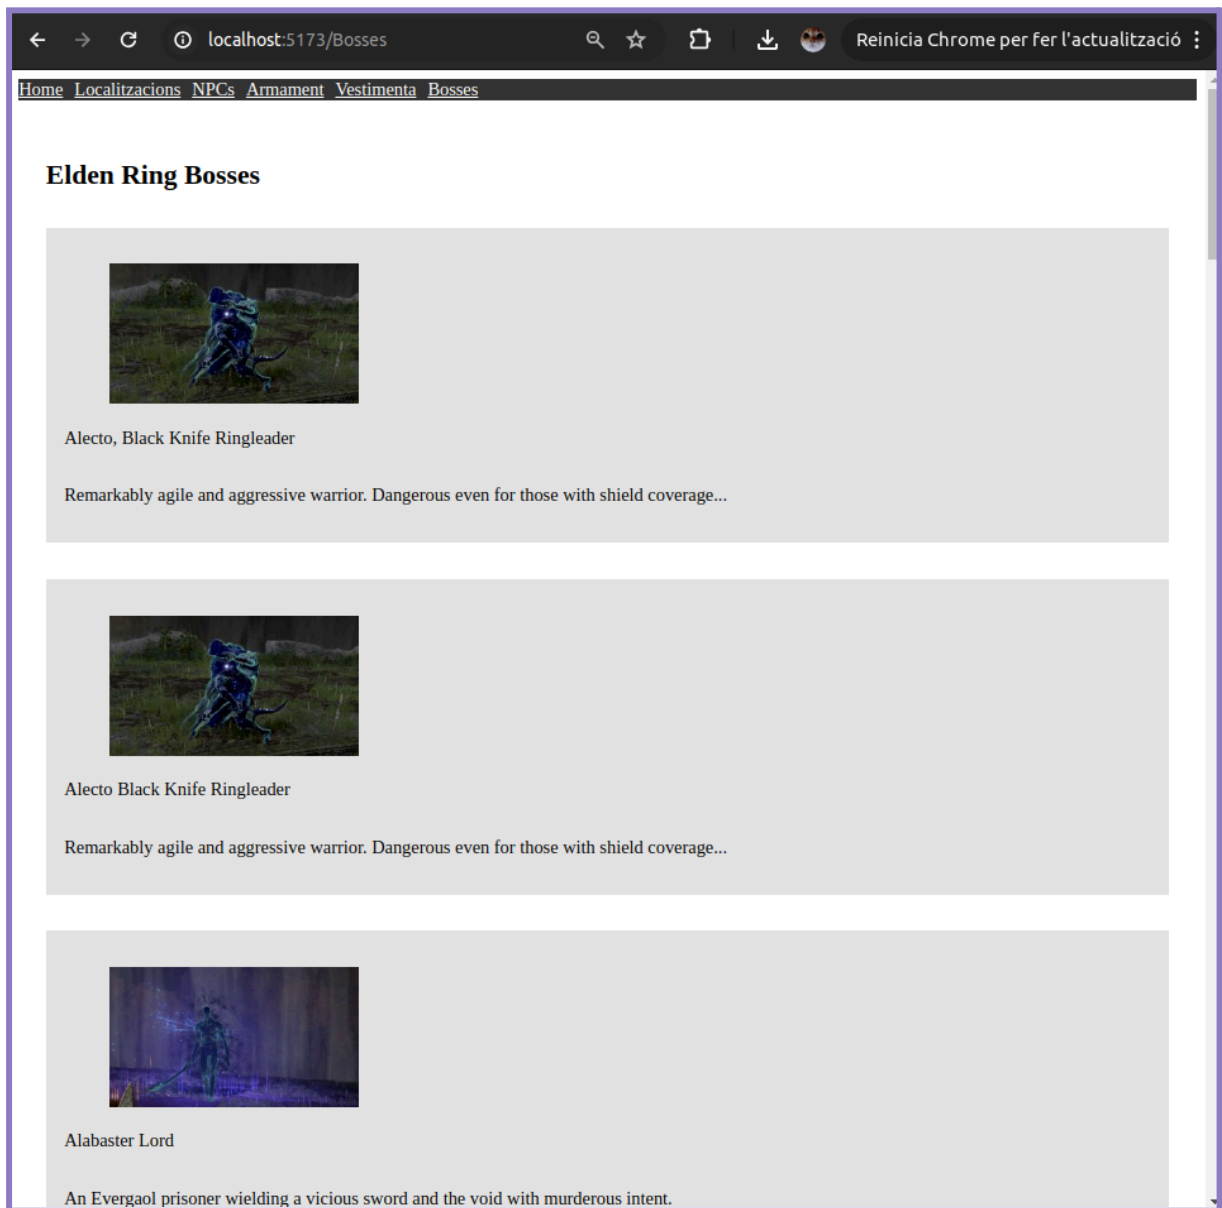 localhost:5173/Bosses
Reinicia Chrome per fer l'actualització
Home Localitzacions NPCs Armament Vestimenta Bosses
Elden Ring Bosses
Alecto, Black Knife Ringleader
Remarkably agile and aggressive warrior. Dangerous even for those with shield coverage...
Alecto Black Knife Ringleader
Remarkably agile and aggressive warrior. Dangerous even for those with shield coverage...
Alabaster Lord
An Evergaol prisoner wielding a vicious sword and the void with murderous intent.